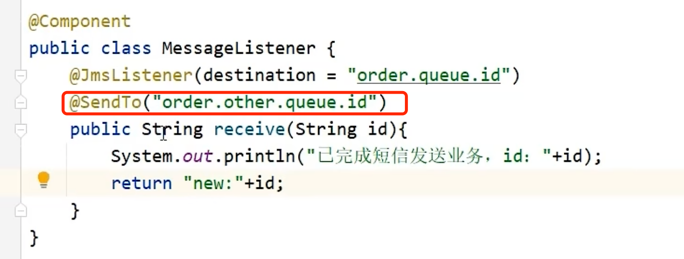 @Component
public class MessageListener {
@JmsListener(destination = "order.queue.id")
@SendTo("order.other.queue.id")
public String receive(String id){
System.out.println("已完成短信发送业务，id："+id);
return "new:"+id;
}
}